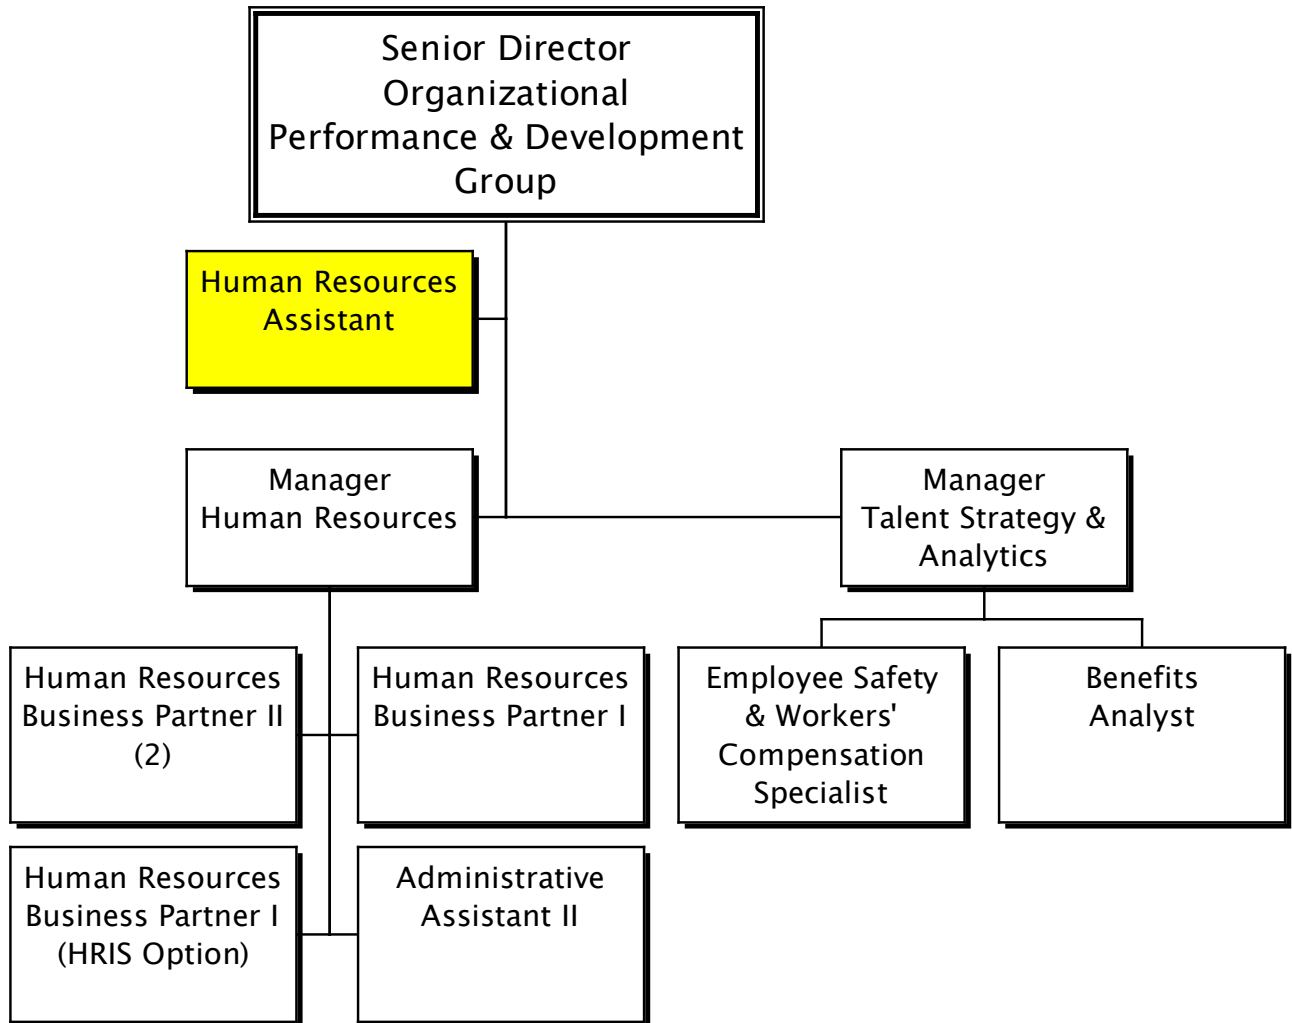 Senior Director
Organizational
Performance & Development
Group
Human Resources
Assistant
Manager
Human Resources
Manager
Talent Strategy &
Analytics
Human Resources
Business Partner II
(2)
Human Resources
Business Partner I
Employee Safety
& Workers'
Compensation
Specialist
Benefits
Analyst
Human Resources
Business Partner I
(HRIS Option)
Administrative
Assistant II